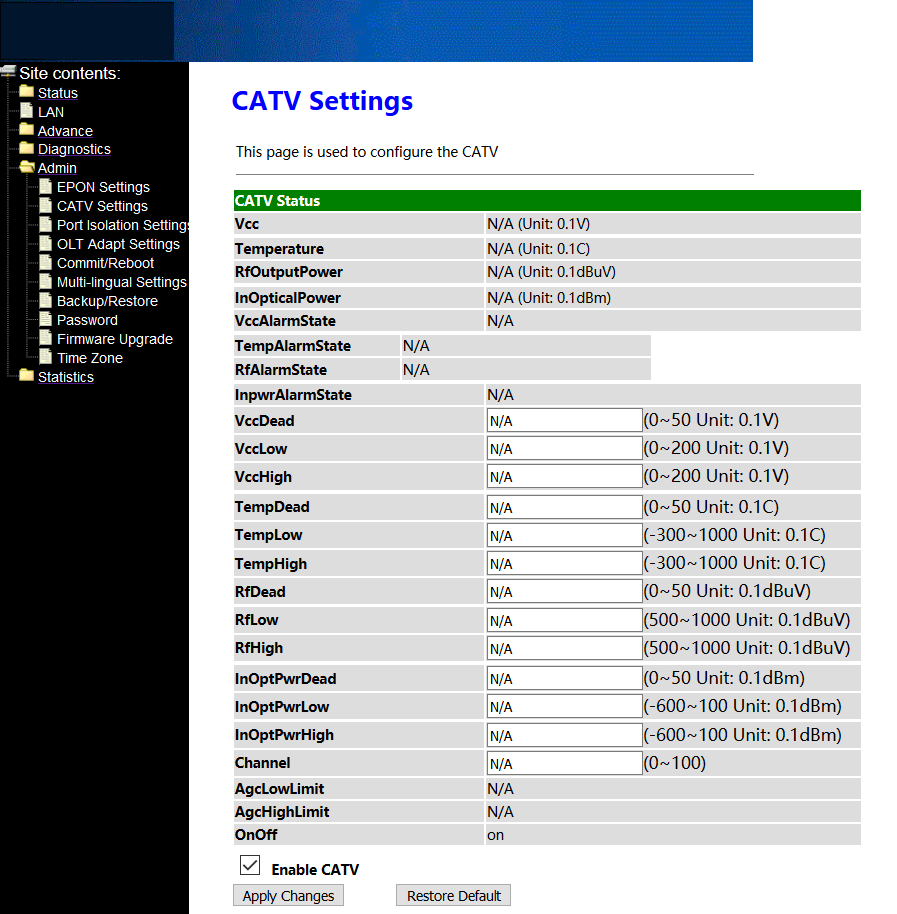 Site contents:
Status
LAN
Advance
Diagnostics
Admin
EPON Settings
CATV Settings
Port Isolation Settings
OLT Adapt Settings
Commit/Reboot
Multi-lingual Settings
Backup/Restore
Password
Firmware Upgrade
Time Zone
Statistics
CATV Settings
This page is used to configure the CATV
CATV Status
Vcc N/A (Unit: 0.1V)
Temperature N/A (Unit: 0.1C)
RfOutputPower N/A (Unit: 0.1dBuV)
InOpticalPower N/A (Unit: 0.1dBm)
VccAlarmState N/A
TempAlarmState N/A
RfAlarmState N/A
InpwrAlarmState N/A
VccDead N/A (0~50 Unit: 0.1V)
VccLow N/A (0~200 Unit: 0.1V)
VccHigh N/A (0~200 Unit: 0.1V)
TempDead N/A (0~50 Unit: 0.1C)
TempLow N/A (-300~1000 Unit: 0.1C)
TempHigh N/A (-300~1000 Unit: 0.1C)
RfDead N/A (0~50 Unit: 0.1dBuV)
RfLow N/A (500~1000 Unit: 0.1dBuV)
RfHigh N/A (500~1000 Unit: 0.1dBuV)
InOptPwrDead N/A (0~50 Unit: 0.1dBm)
InOptPwrLow N/A (-600~100 Unit: 0.1dBm)
InOptPwrHigh N/A (-600~100 Unit: 0.1dBm)
Channel N/A (0~100)
AgcLowLimit N/A
AgcHighLimit N/A
OnOff on
Enable CATV
Apply Changes Restore Default